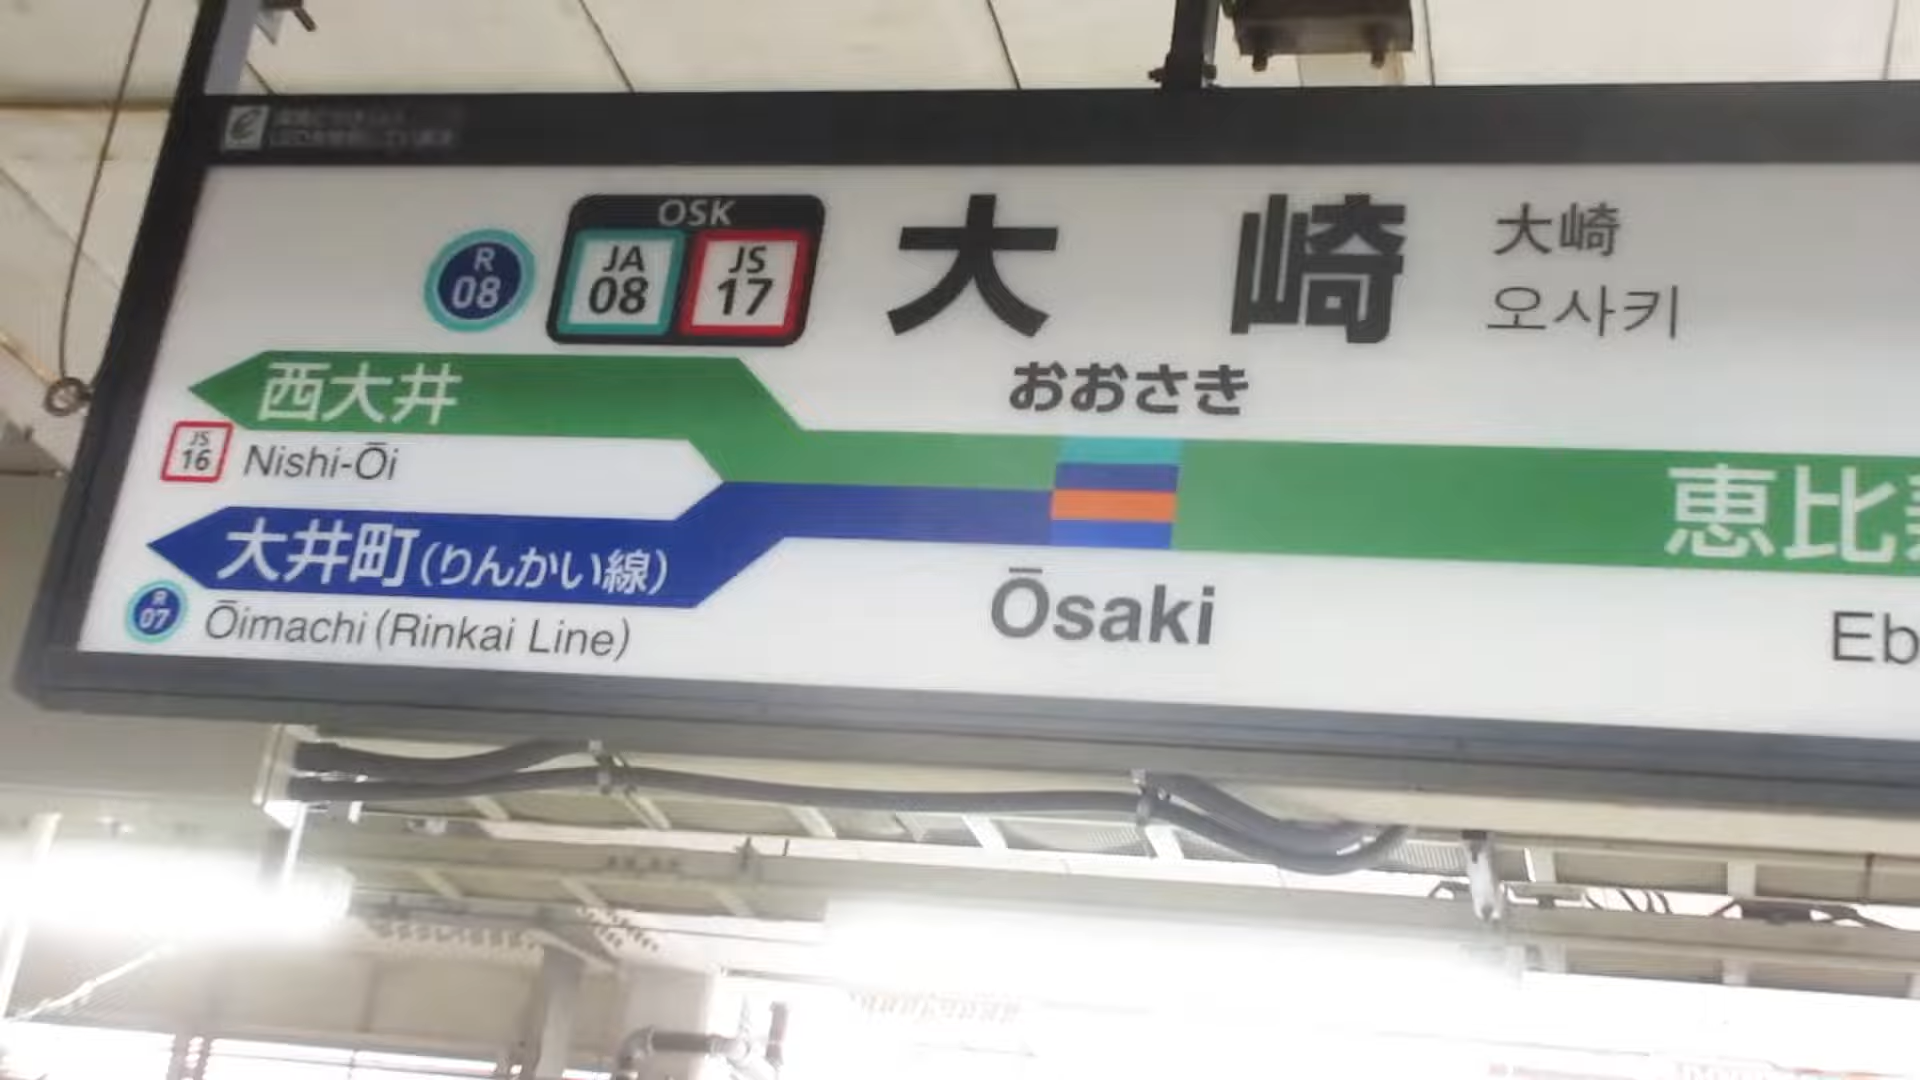 OSK
R
08
JA
08
JS
17
大崎
大崎
오사키
おおさき
西大井
JS
16
Nishi-Ōi
大井町(りんかい線)
R
07
Ōimachi (Rinkai Line)
Ōsaki
恵比
Eb